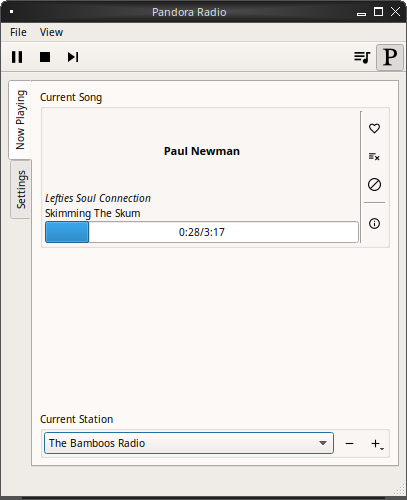 Pandora Radio
File View
P
Now Playing
Settings
Current Song
Paul Newman
Lefties Soul Connection
Skimming The Skum
0:28/3:17
Current Station
The Bamboos Radio